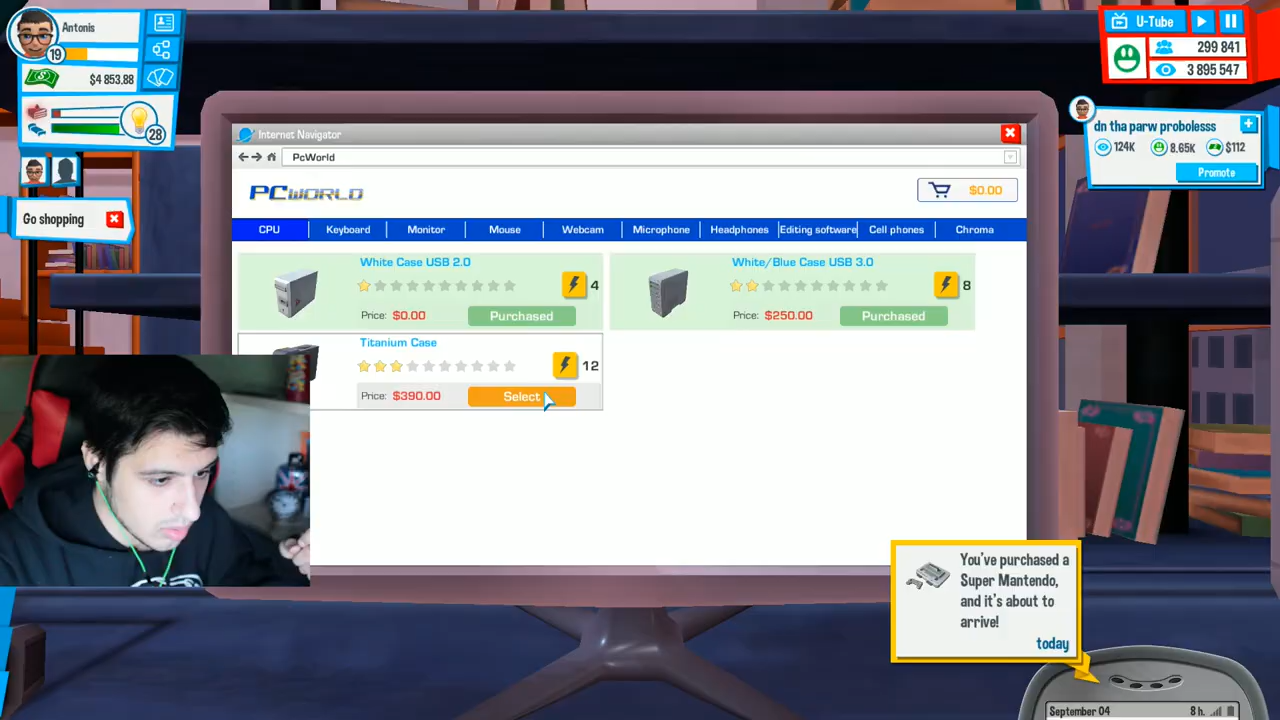 Antonis
19
$4 853.88
28
Go shopping
Internet Navigator
PcWorld
PCWORLD
$0.00
CPU
Keyboard
Monitor
Mouse
Webcam
Microphone
Headphones
Editing software
Cell phones
Chroma
White Case USB 2.0
4
Price: $0.00
Purchased
White/Blue Case USB 3.0
8
Price: $250.00
Purchased
Titanium Case
12
Price: $390.00
Select
U-Tube
299 841
3 895 547
dn tha parw probolesss
124K
8,65K
$112
Promote
You've purchased a
Super Mantendo,
and it's about to
arrive!
today
September 04
8 h.